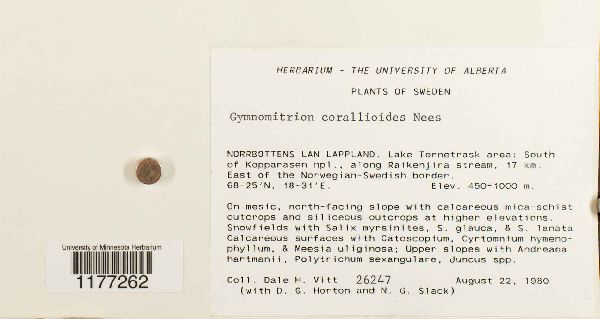 HERBARIUM - THE UNIVERSITY OF ALBERTA
PLANTS OF SWEDEN
Gymnomitrion corallioides Nees
NORRBOTTENS LAN LAPPLAND. Lake Tornetrask area: South
of Kopparasen hpl., along Raikenjira stream, 17 km.
East of the Norwegian-Swedish border.
68-25'N, 18-31'E. Elev. 450-1000 m.
On mesic, north-facing slope with calcareous mica-schist
outcrops and siliceous outcrops at higher elevations.
Snowfields with Salix myrsinites, S. glauca, & S. lanata
Calcareous surfaces with Catoscopium, Cyrtomnium hymeno-
phyllum, & Meesia uliginosa; Upper slopes with Andreaea
hartmanii, Polytrichum sexangulare, Juncus spp.
Coll. Dale H. Vitt 26247 August 22, 1980
(with D. G. Horton and N. G. Slack)
University of Minnesota Herbarium
1177262